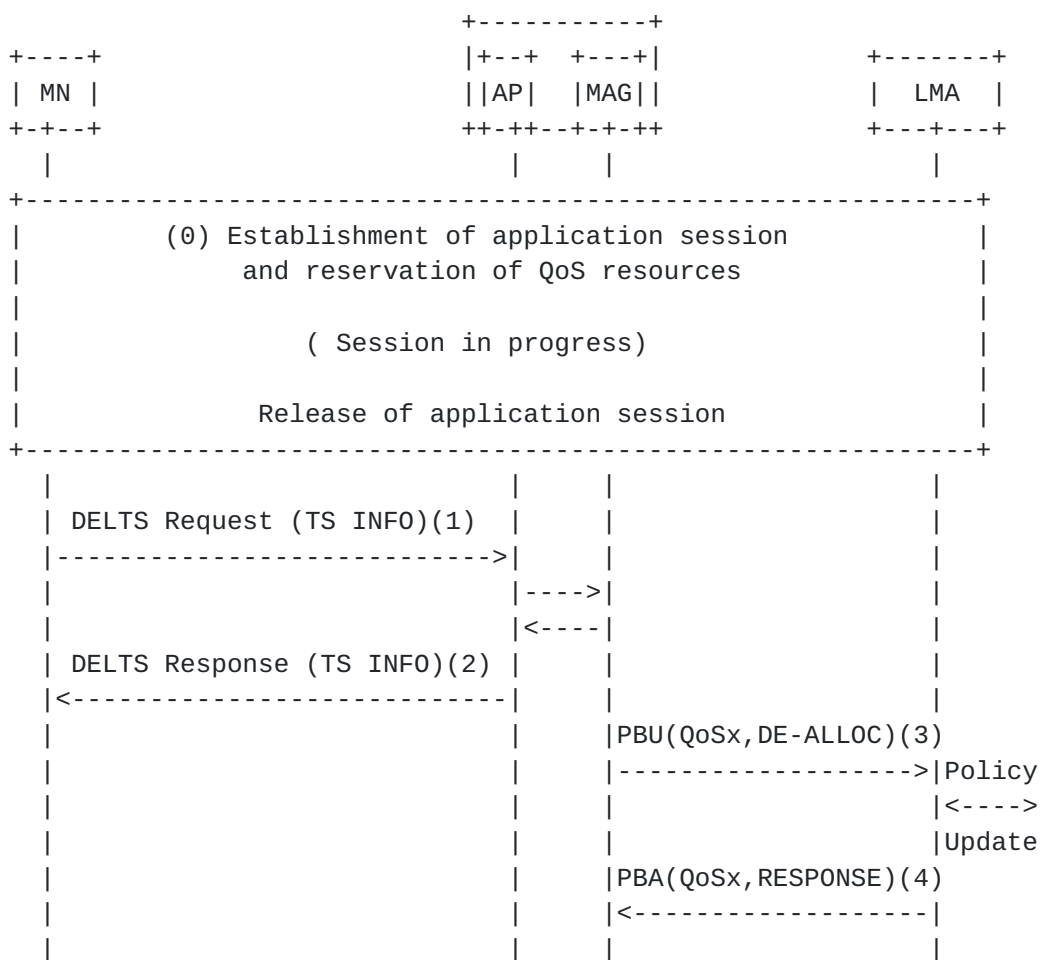 +-----------+
+----+                       |+--+  +---+|             +-------+
| MN |                       ||AP|  |MAG||             |  LMA  |
+-+--+                       ++-++--+-+-++             +---+---+
  |                             |     |                    |
+-------------------------------------------------------------+
|         (0) Establishment of application session            |
|              and reservation of QoS resources               |
|                                                             |
|                  ( Session in progress)                     |
|                                                             |
|               Release of application session                |
+-------------------------------------------------------------+
  |                             |     |                    |
  | DELTS Request (TS INFO)(1)  |     |                    |
  |---------------------------->|     |                    |
  |                             |---->|                    |
  |                             |<----|                    |
  | DELTS Response (TS INFO)(2) |     |                    |
  |<----------------------------|     |                    |
  |                             |     |PBU(QoSx,DE-ALLOC)(3)
  |                             |     |------------------->|Policy
  |                             |     |                    |<---->
  |                             |     |                    |Update
  |                             |     |PBA(QoSx,RESPONSE)(4)
  |                             |     |<-------------------|
  |                             |     |                    |